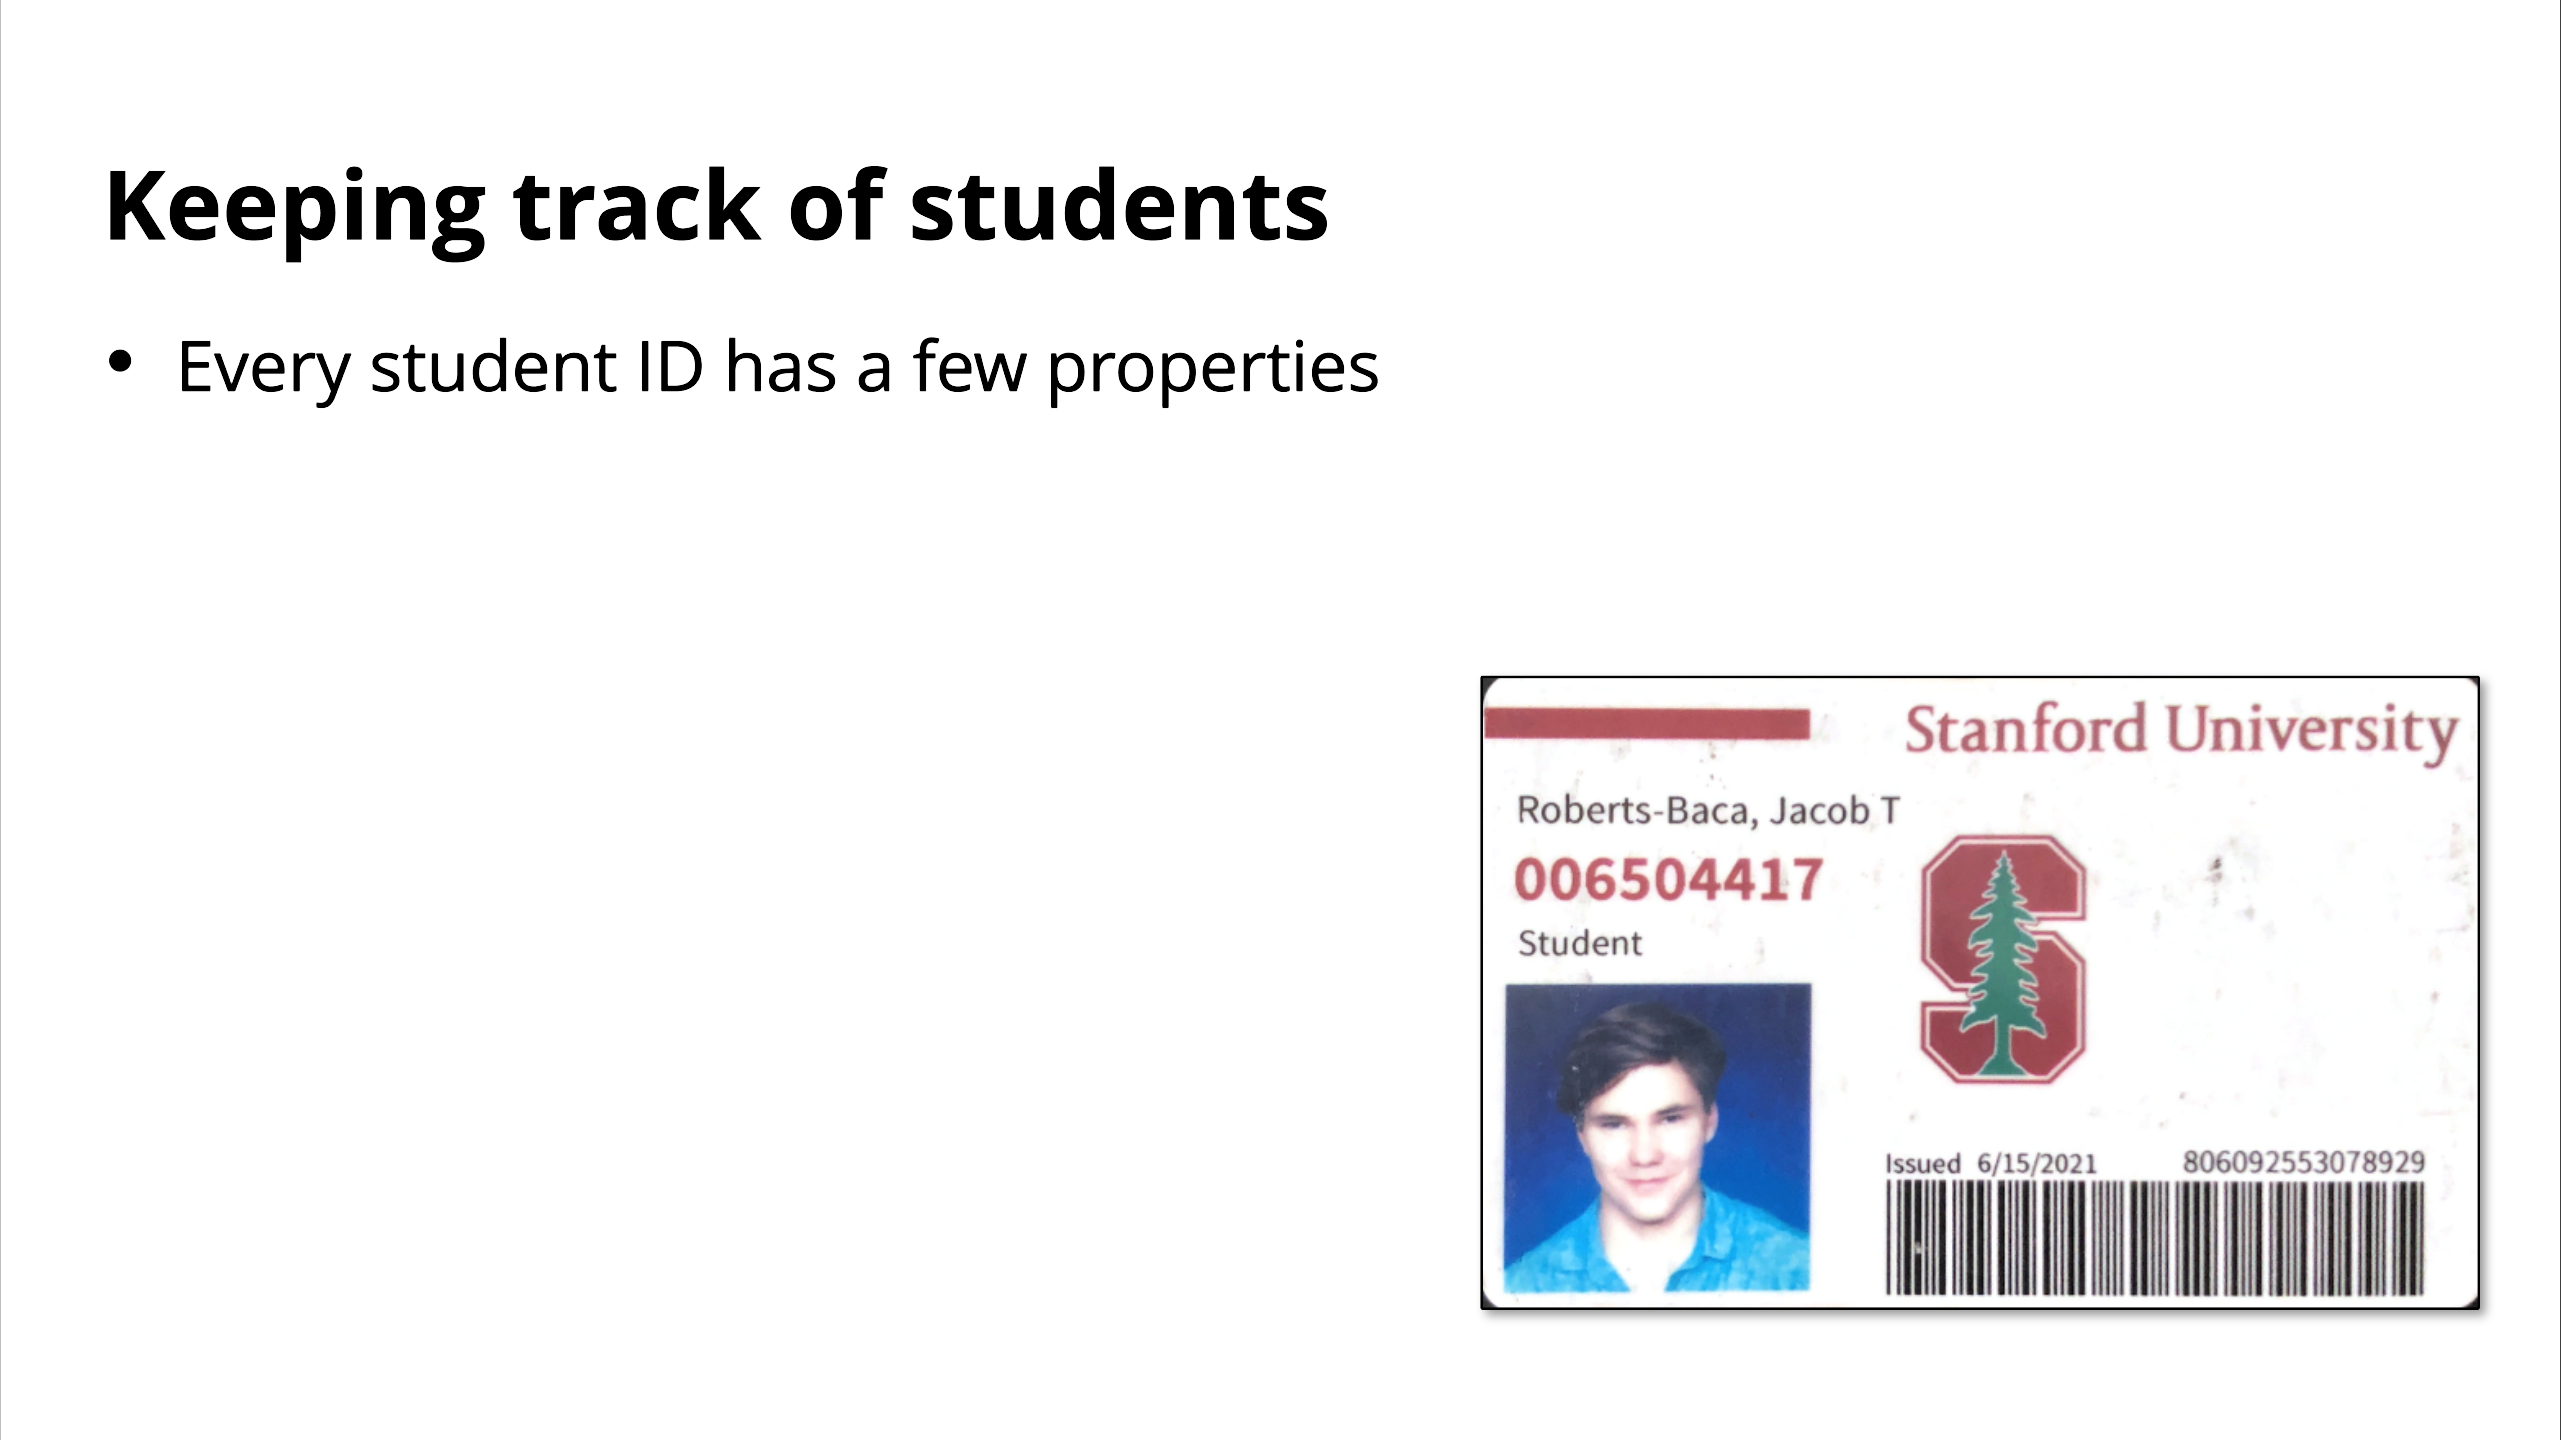 Keeping track of students
• Every student ID has a few properties
Stanford University
Roberts-Baca, Jacob T
006504417
Student
Issued 6/15/2021 806092553078929